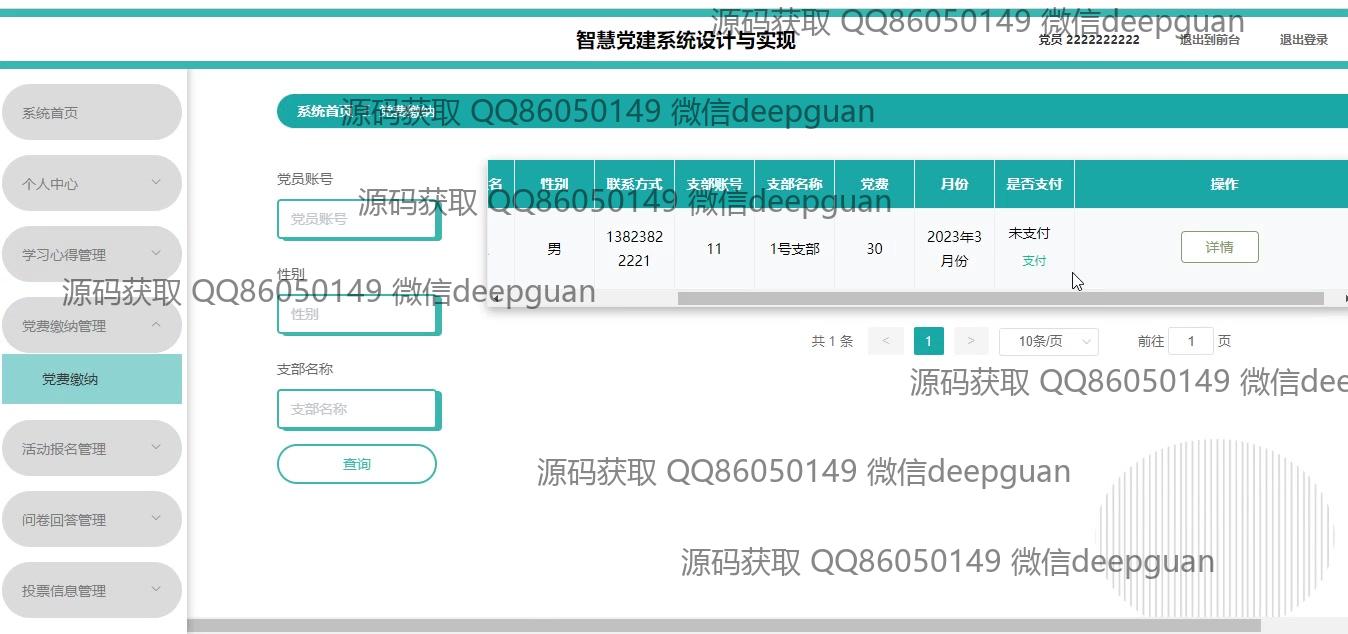 源码获取 QQ86050149 微信deepguan
智慧党建系统设计与实现
党员 2222222222
退出到前台
退出登录
系统首页
个人中心
学习心得管理
党费缴纳管理
党费缴纳
活动报名管理
问卷回答管理
投票信息管理
系统首页 党费缴纳
源码获取 QQ86050149 微信deepguan
党员账号
党员账号
性别
性别
支部名称
支部名称
查询
名 性别 联系方式 支部账号 支部名称 党费 月份 是否支付 操作
源码获取 QQ86050149 微信deepguan
男 1382382 11 1号支部 30 2023年3 未支付 详情
2221 月份 支付
源码获取 QQ86050149 微信deepguan
共 1 条 < 1 > 10条/页 前往 1 页
源码获取 QQ86050149 微信dee
源码获取 QQ86050149 微信deepguan
源码获取 QQ86050149 微信deepguan